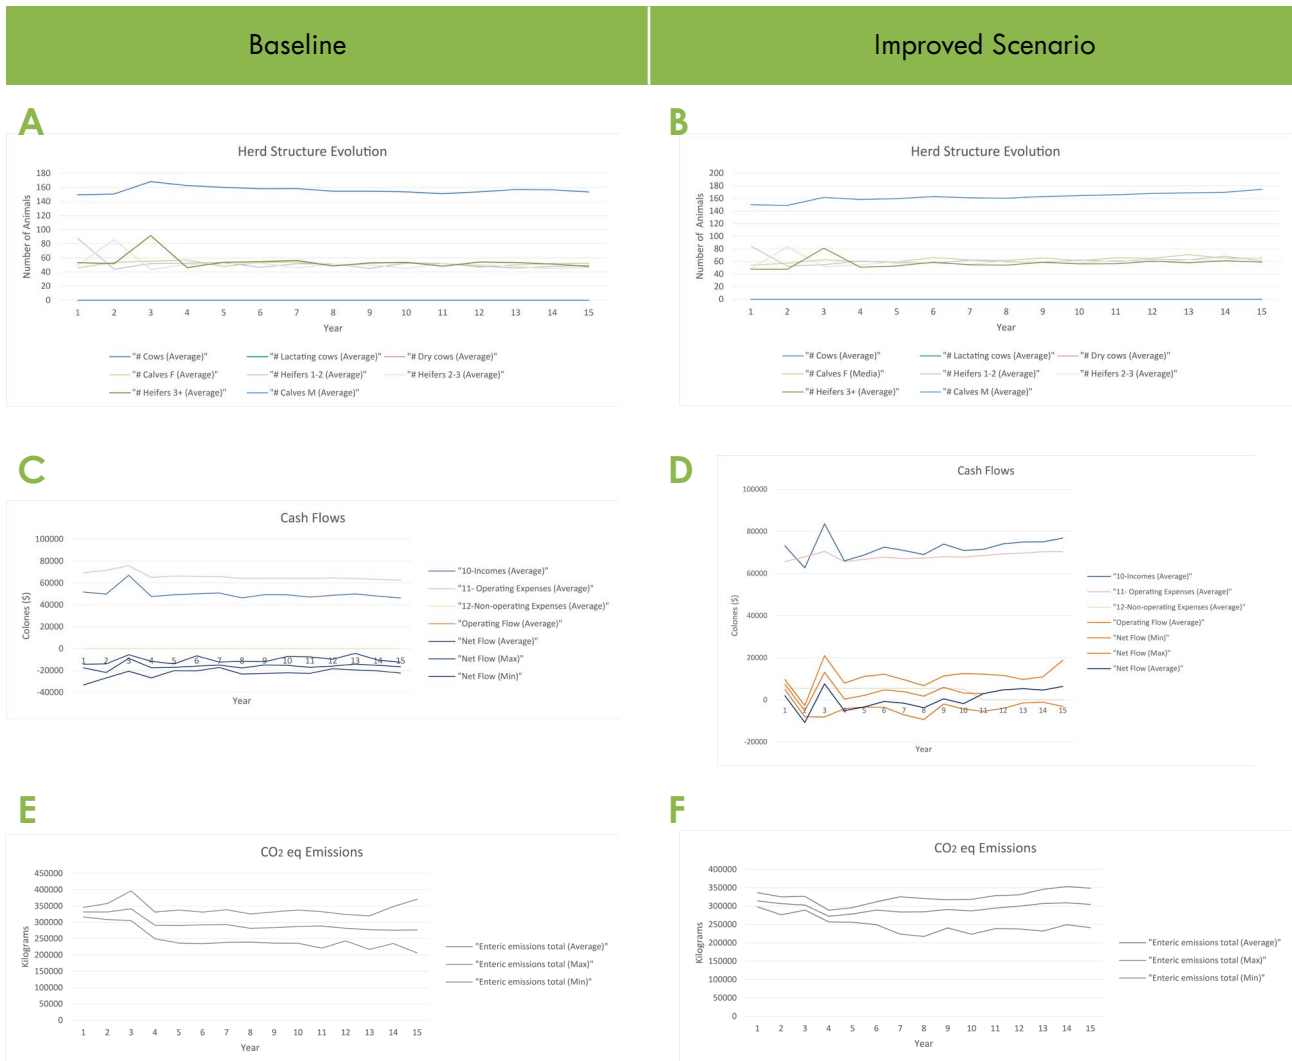 Baseline
Improved Scenario
A
Herd Structure Evolution
Number of Animals
180
160
140
120
100
80
60
40
20
0
1 2 3 4 5 6 7 8 9 10 11 12 13 14 15
Year
"# Cows (Average)" "# Lactating cows (Average)" "# Dry cows (Average)"
"# Calves F (Average)" "# Heifers 1-2 (Average)" "# Heifers 2-3 (Average)"
"# Heifers 3+ (Average)" "# Calves M (Average)"
B
Herd Structure Evolution
Number of Animals
200
180
160
140
120
100
80
60
40
20
0
1 2 3 4 5 6 7 8 9 10 11 12 13 14 15
Year
"# Cows (Average)" "# Lactating cows (Average)" "# Dry cows (Average)"
"# Calves F (Media)" "# Heifers 1-2 (Average)" "# Heifers 2-3 (Average)"
"# Heifers 3+ (Average)" "# Calves M (Average)"
C
Cash Flows
Colones ($)
100000
80000
60000
40000
20000
0
-20000
-40000
1 2 3 4 5 6 7 8 9 10 11 12 13 14 15
Year
"10-Incomes (Average)"
"11- Operating Expenses (Average)"
"12-Non-operating Expenses (Average)"
"Operating Flow (Average)"
"Net Flow (Average)"
"Net Flow (Max)"
"Net Flow (Min)"
D
Cash Flows
Colones ($)
100000
80000
60000
40000
20000
0
-20000
1 2 3 4 5 6 7 8 9 10 11 12 13 14 15
Year
"10-Incomes (Average)"
"11- Operating Expenses (Average)"
"12-Non-operating Expenses (Average)"
"Operating Flow (Average)"
"Net Flow (Min)"
"Net Flow (Max)"
"Net Flow (Average)"
E
CO2 eq Emissions
Kilograms
450000
400000
350000
300000
250000
200000
150000
100000
50000
0
1 2 3 4 5 6 7 8 9 10 11 12 13 14 15
Year
"Enteric emissions total (Average)"
"Enteric emissions total (Max)"
"Enteric emissions total (Min)"
F
CO2 eq Emissions
Kilograms
400000
350000
300000
250000
200000
150000
100000
50000
0
1 2 3 4 5 6 7 8 9 10 11 12 13 14 15
Year
"Enteric emissions total (Average)"
"Enteric emissions total (Max)"
"Enteric emissions total (Min)"